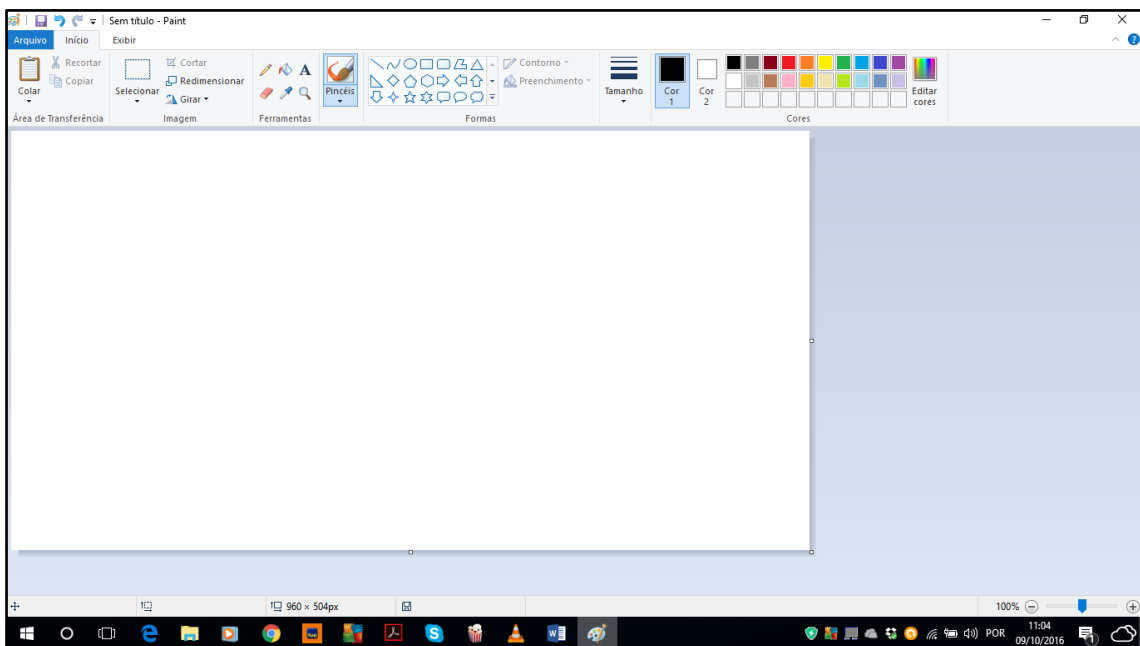 Sem título - Paint
Arquivo Início Exibir
Colar
Recortar
Copiar
Área de Transferência
Selecionar
Cortar
Redimensionar
Girar
Imagem
A
Ferramentas
Pincéis
Contorno
Preenchimento
Formas
Tamanho
Cor
1
Cor
2
Editar
cores
Cores
960 × 504px
100%
POR
11:04
09/10/2016